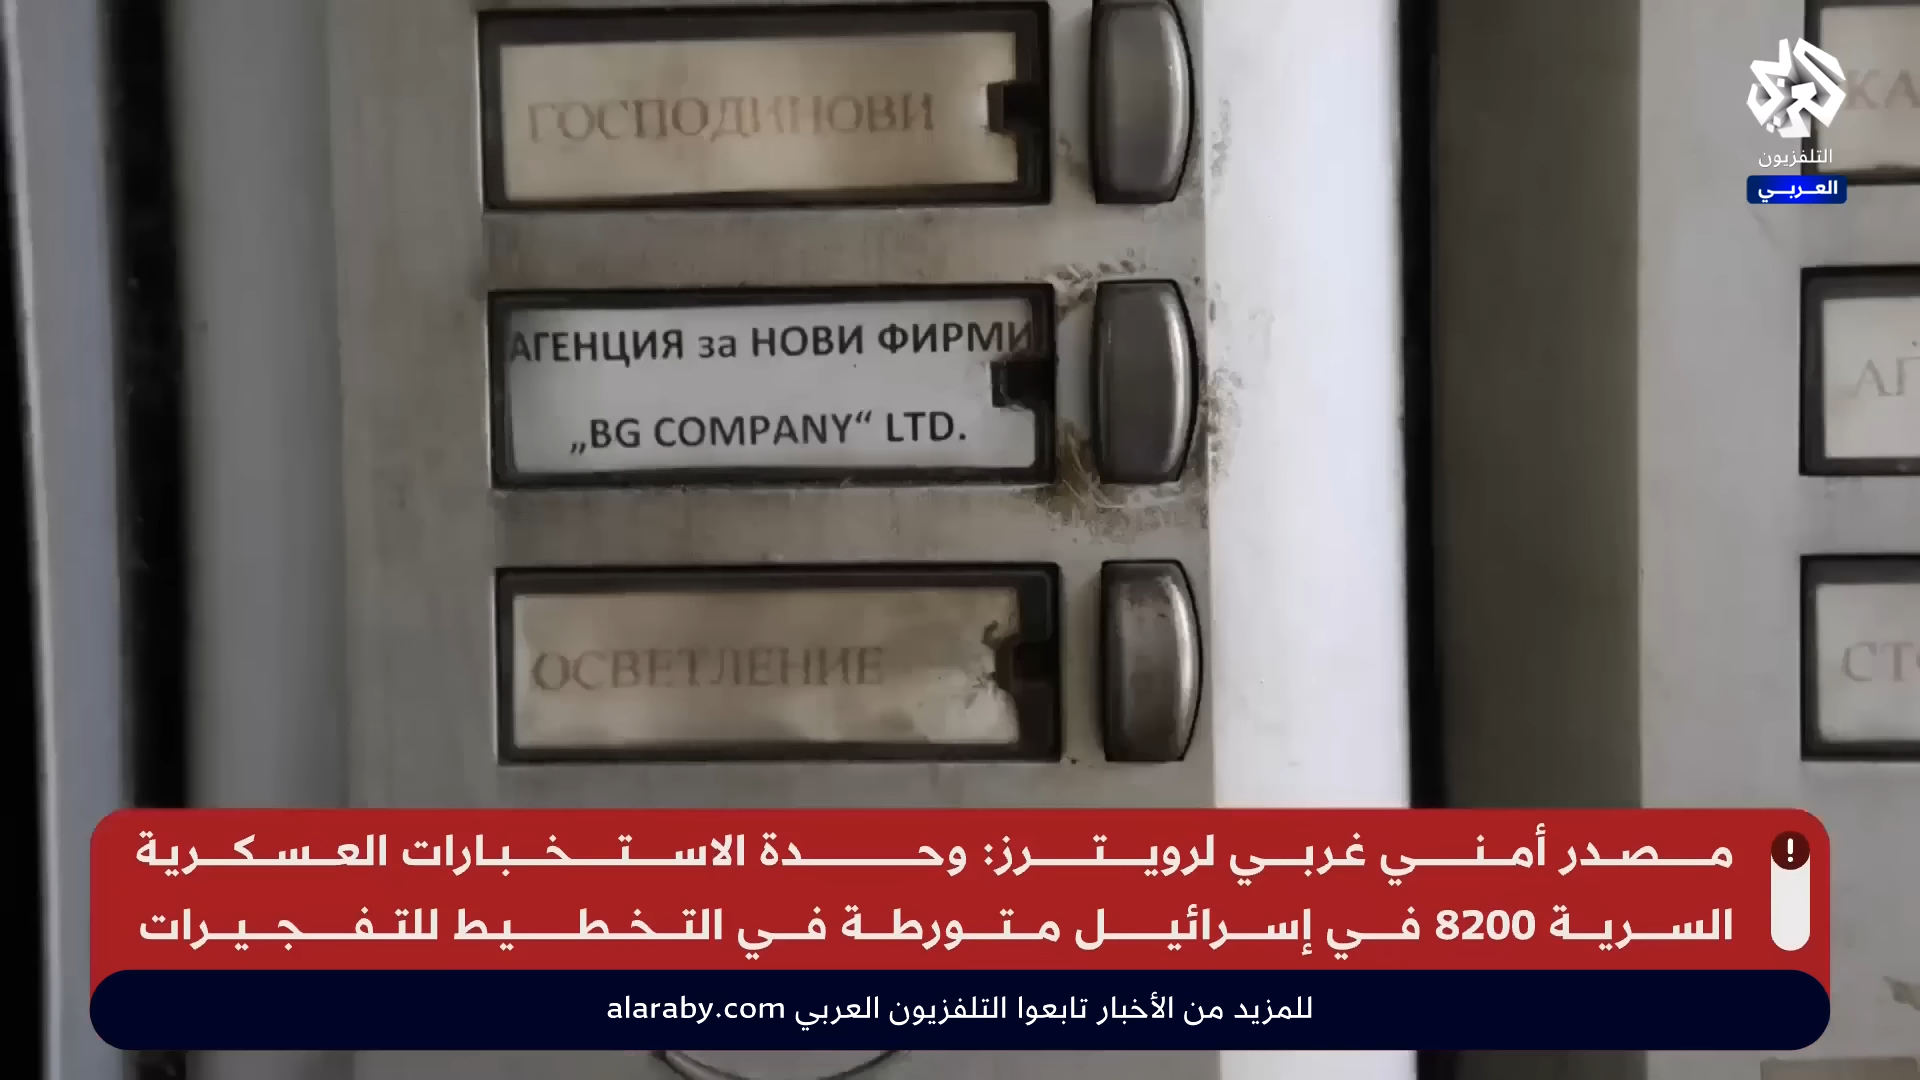 ГОСПОДИНОВИ
АГЕНЦИЯ за НОВИ ФИРМИ
„BG COMPANY“ LTD.
ОСВЕТЛЕНИЕ
العربي
التلفزيون
العربي
مصدر أمني غربي لرويترز: وحدة الاستخبارات العسكرية
السرية 8200 في إسرائيل متورطة في التخطيط للتفجيرات
للمزيد من الأخبار تابعوا التلفزيون العربي alaraby.com